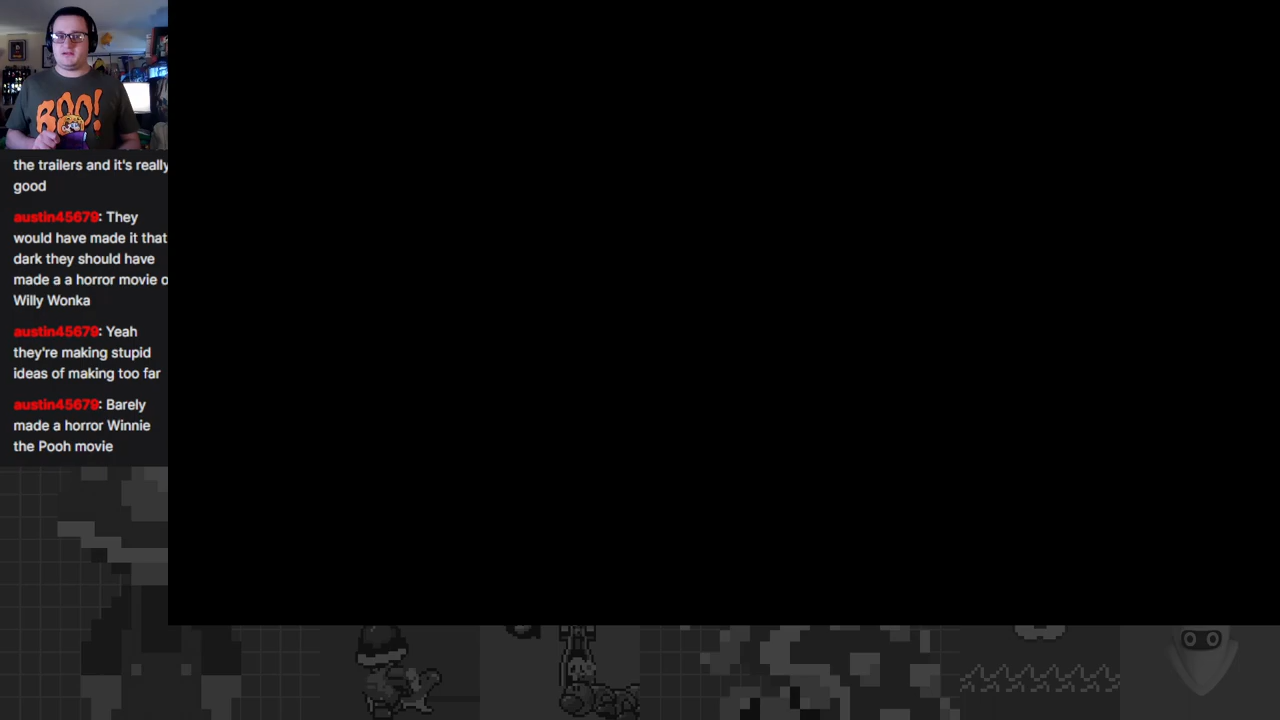 BOO!
the trailers and it's really
good
austin45679: They
would have made it that
dark they should have
made a a horror movie o
Willy Wonka
austin45679: Yeah
they're making stupid
ideas of making too far
austin45679: Barely
made a horror Winnie
the Pooh movie